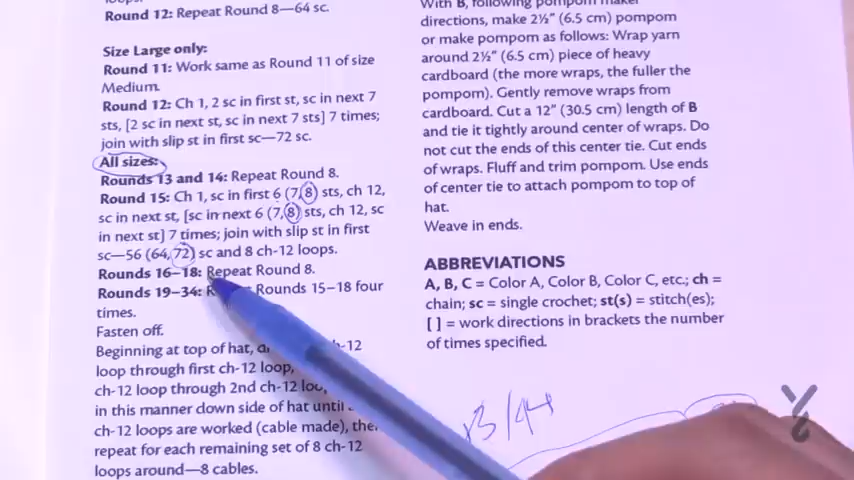 Round 12: Repeat Round 8—64 sc.
Size Large only:
Round 11: Work same as Round 11 of size
Medium.
Round 12: Ch 1, 2 sc in first st, sc in next 7
sts, [2 sc in next st, sc in next 7 sts] 7 times;
join with slip st in first sc—72 sc.
All sizes:
Rounds 13 and 14: Repeat Round 8.
Round 15: Ch 1, sc in first 6 (7,8) sts, ch 12,
sc in next st, [sc in next 6 (7,8) sts, ch 12, sc
in next st] 7 times; join with slip st in first
sc—56 (64, 72) sc and 8 ch-12 loops.
Rounds 16–18: Repeat Round 8.
Rounds 19–34: Rounds 15–18 four
times.
Fasten off.
Beginning at top of hat, ch-12
loop through first ch-12 loop,
ch-12 loop through 2nd ch-12
in this manner down side of hat until
ch-12 loops are worked (cable made),
repeat for each remaining set of 8 ch-12
loops around—8 cables.
With B, following pompom maker
directions, make 2½" (6.5 cm) pompom
or make pompom as follows: Wrap yarn
around 2½" (6.5 cm) piece of heavy
cardboard (the more wraps, the fuller the
pompom). Gently remove wraps from
cardboard. Cut a 12" (30.5 cm) length of B
and tie it tightly around center of wraps. Do
not cut the ends of this center tie. Cut ends
of wraps. Fluff and trim pompom. Use ends
of center tie to attach pompom to top of
hat.
Weave in ends.
ABBREVIATIONS
A, B, C = Color A, Color B, Color C, etc.; ch =
chain; sc = single crochet; st(s) = stitch(es);
[ ] = work directions in brackets the number
of times specified.